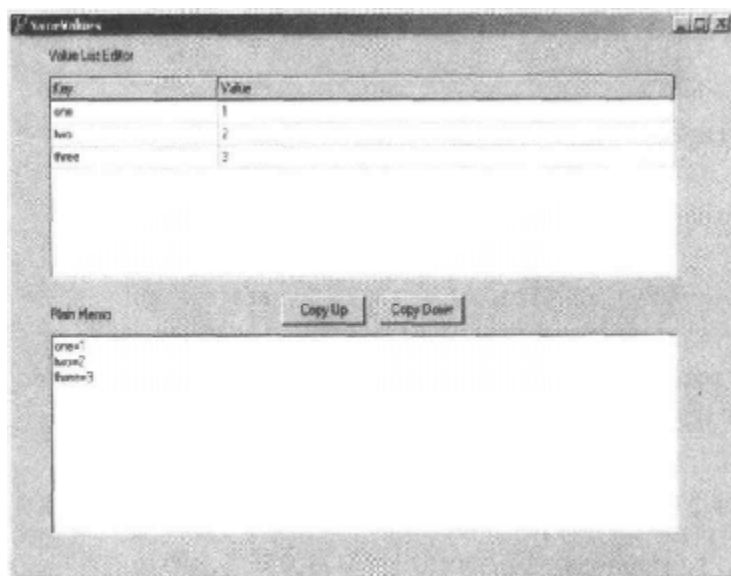 NameValues
Value List Editor
Key Value
one 1
two 2
three 3
Plain Memo Copy Up Copy Down
one=1
two=2
three=3